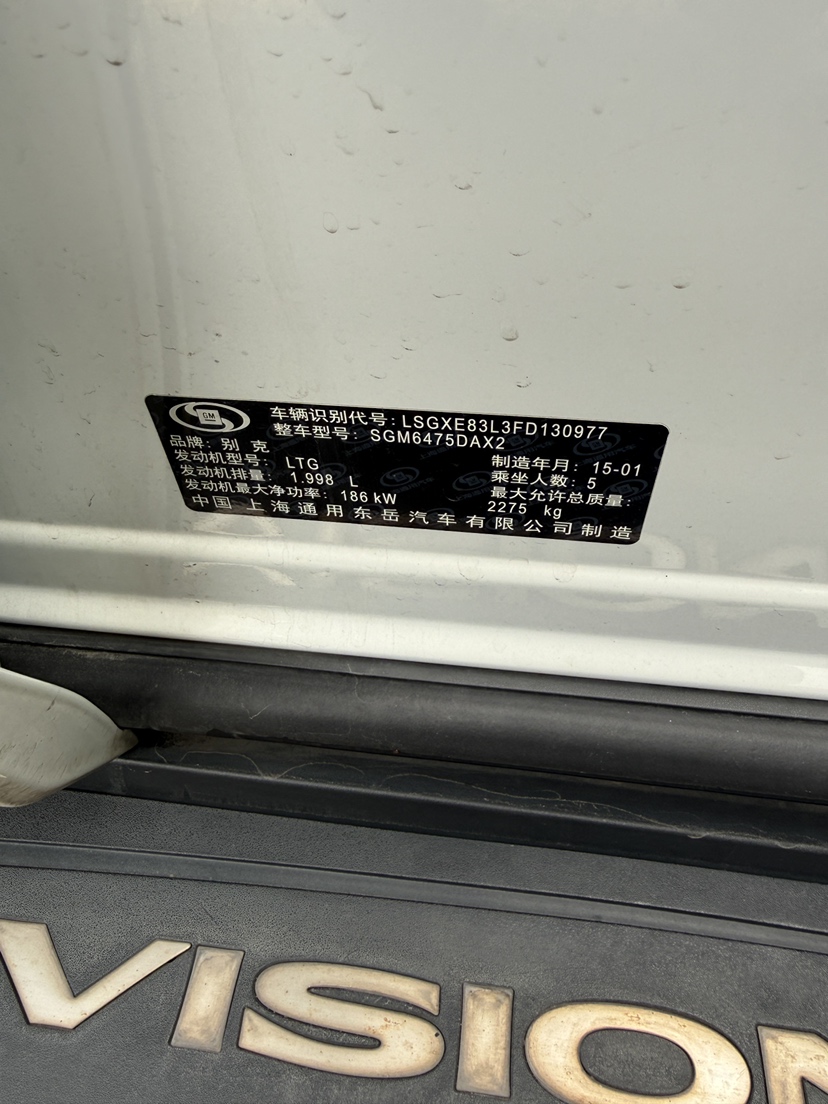 GM
车辆识别代号: LSGXE83L3FD130977
整车型号: SGM6475DAX2
品牌: 别克
发动机型号: LTG
制造年月: 15-01
发动机排量: 1.998 L
乘坐人数: 5
发动机最大净功率: 186 kW
最大允许总质量:
2275 kg
中国 上海通用东岳汽车有限公司制造
VISION